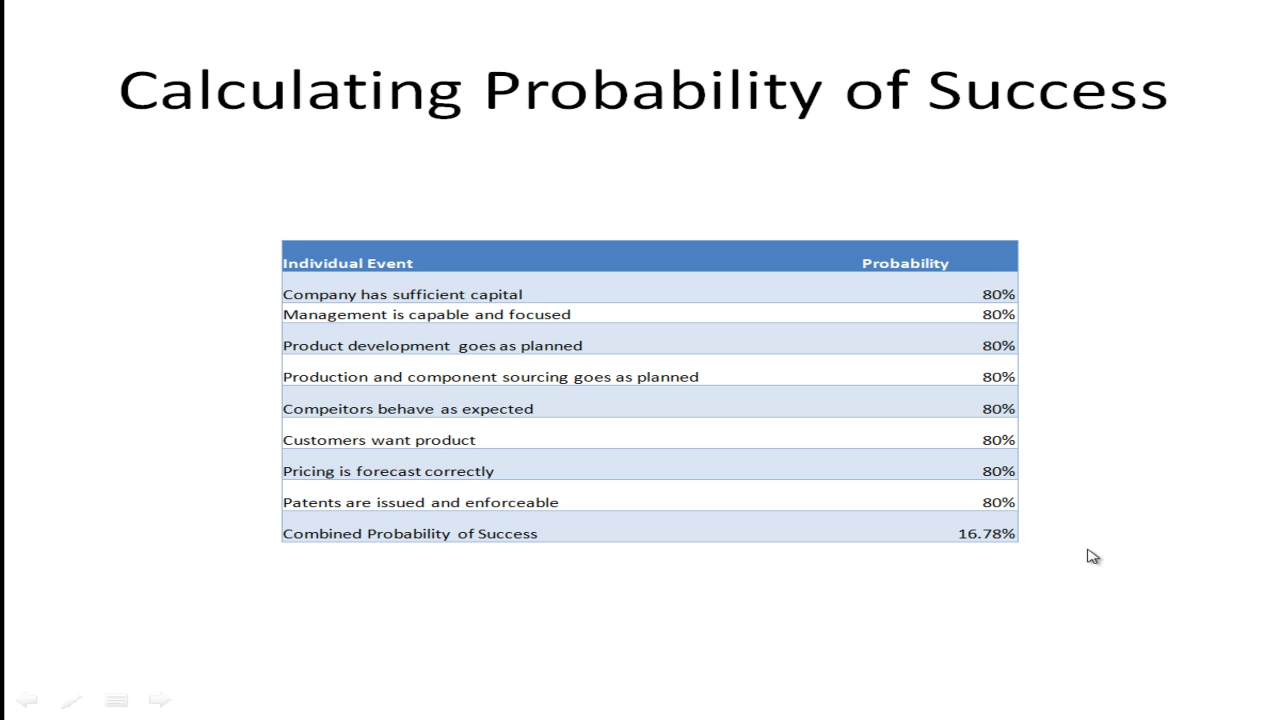 Calculating Probability of Success
Individual Event Probability
Company has sufficient capital 80%
Management is capable and focused 80%
Product development goes as planned 80%
Production and component sourcing goes as planned 80%
Compeitors behave as expected 80%
Customers want product 80%
Pricing is forecast correctly 80%
Patents are issued and enforceable 80%
Combined Probability of Success 16.78%